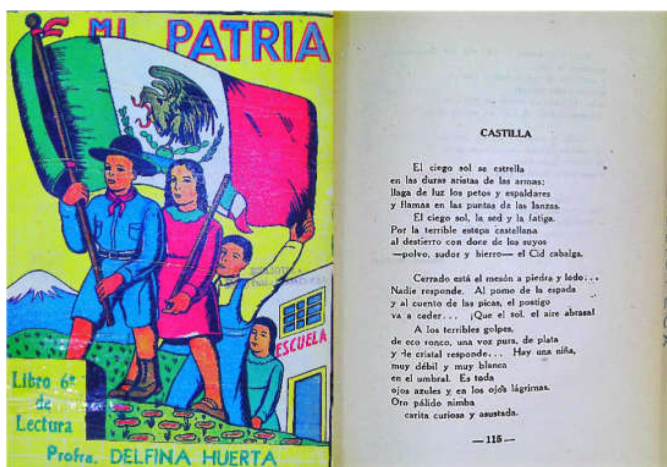 MI PATRIA
ESCUELA
Libro 6º
de
Lectura
Profra. DELFINA HUERTA
CASTILLA
El ciego sol se estrella
en las duras aristas de las armas;
llaga de luz los petos y espaldares
y flamas en las puntas de las lanzas.
El ciego sol, la sed y la fatiga.
Por la terrible estepa castellana
al destierro con doce de los suyos
—polvo, sudor y hierro— el Cid cabalga.
Cerrado está el mesón a piedra y lodo...
Nadie responde. Al pomo de la espada
y al cuento de las picas, el postigo
va a ceder... ¡Que el sol, el aire abrasa!
A los terribles golpes,
de eco ronco, una voz pura, de plata
y de cristal responde... Hay una niña,
muy débil y muy blanca
en el umbral. Es toda
ojos azules y en los ojos lágrimas.
Oro pálido nimba
carita curiosa y asustada.
— 115 —